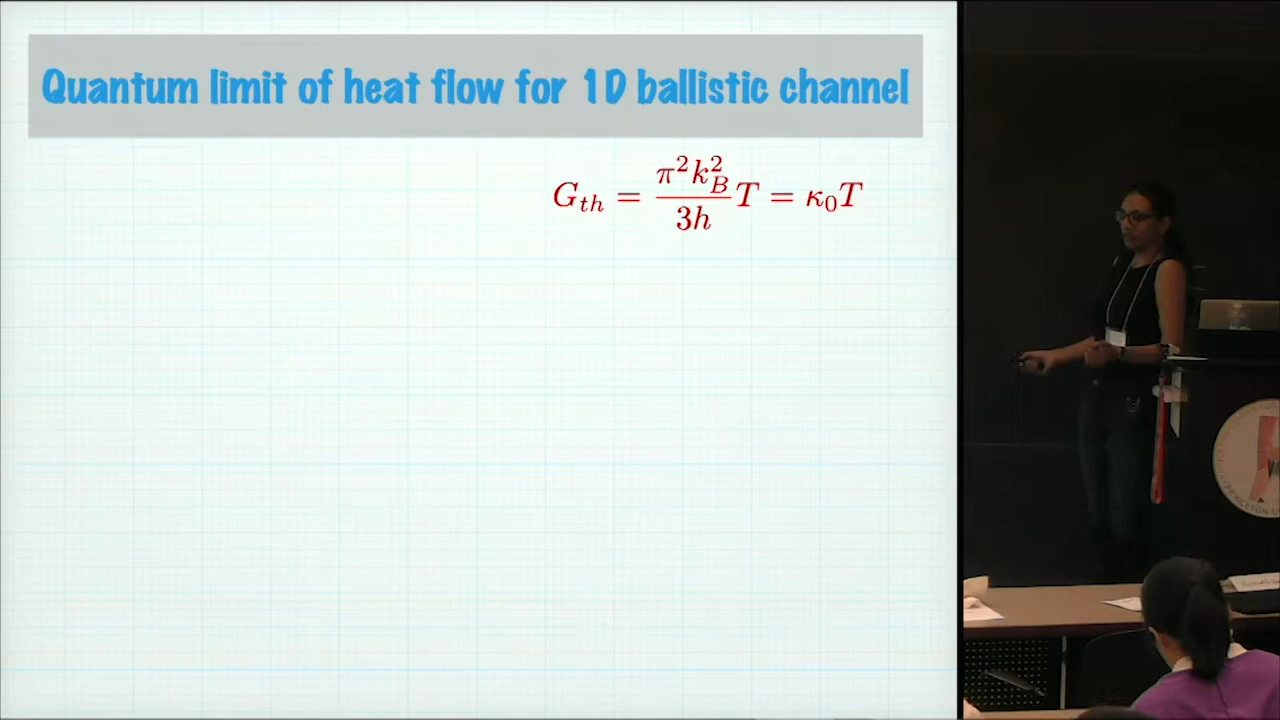 Quantum limit of heat flow for 1D ballistic channel
G_{th} = \frac{\pi^2 k_B^2}{3h} T = \kappa_0 T